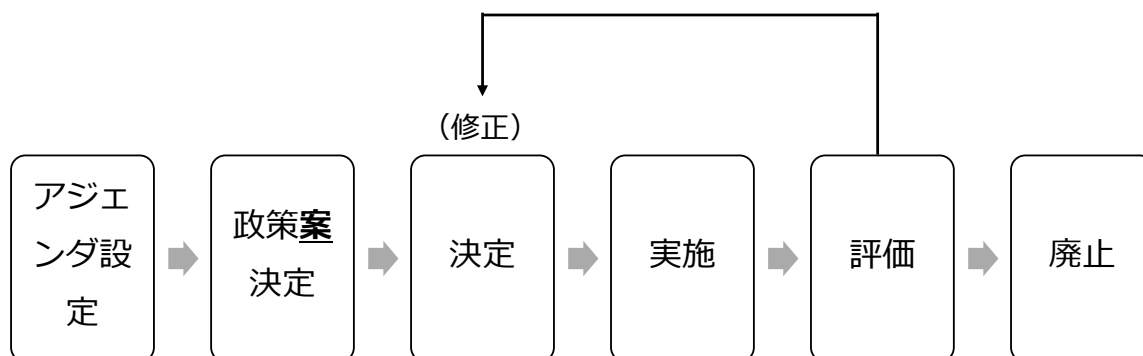 （修正）
アジェ
ンダ設
定
政策案
決定
決定
実施
評価
廃止